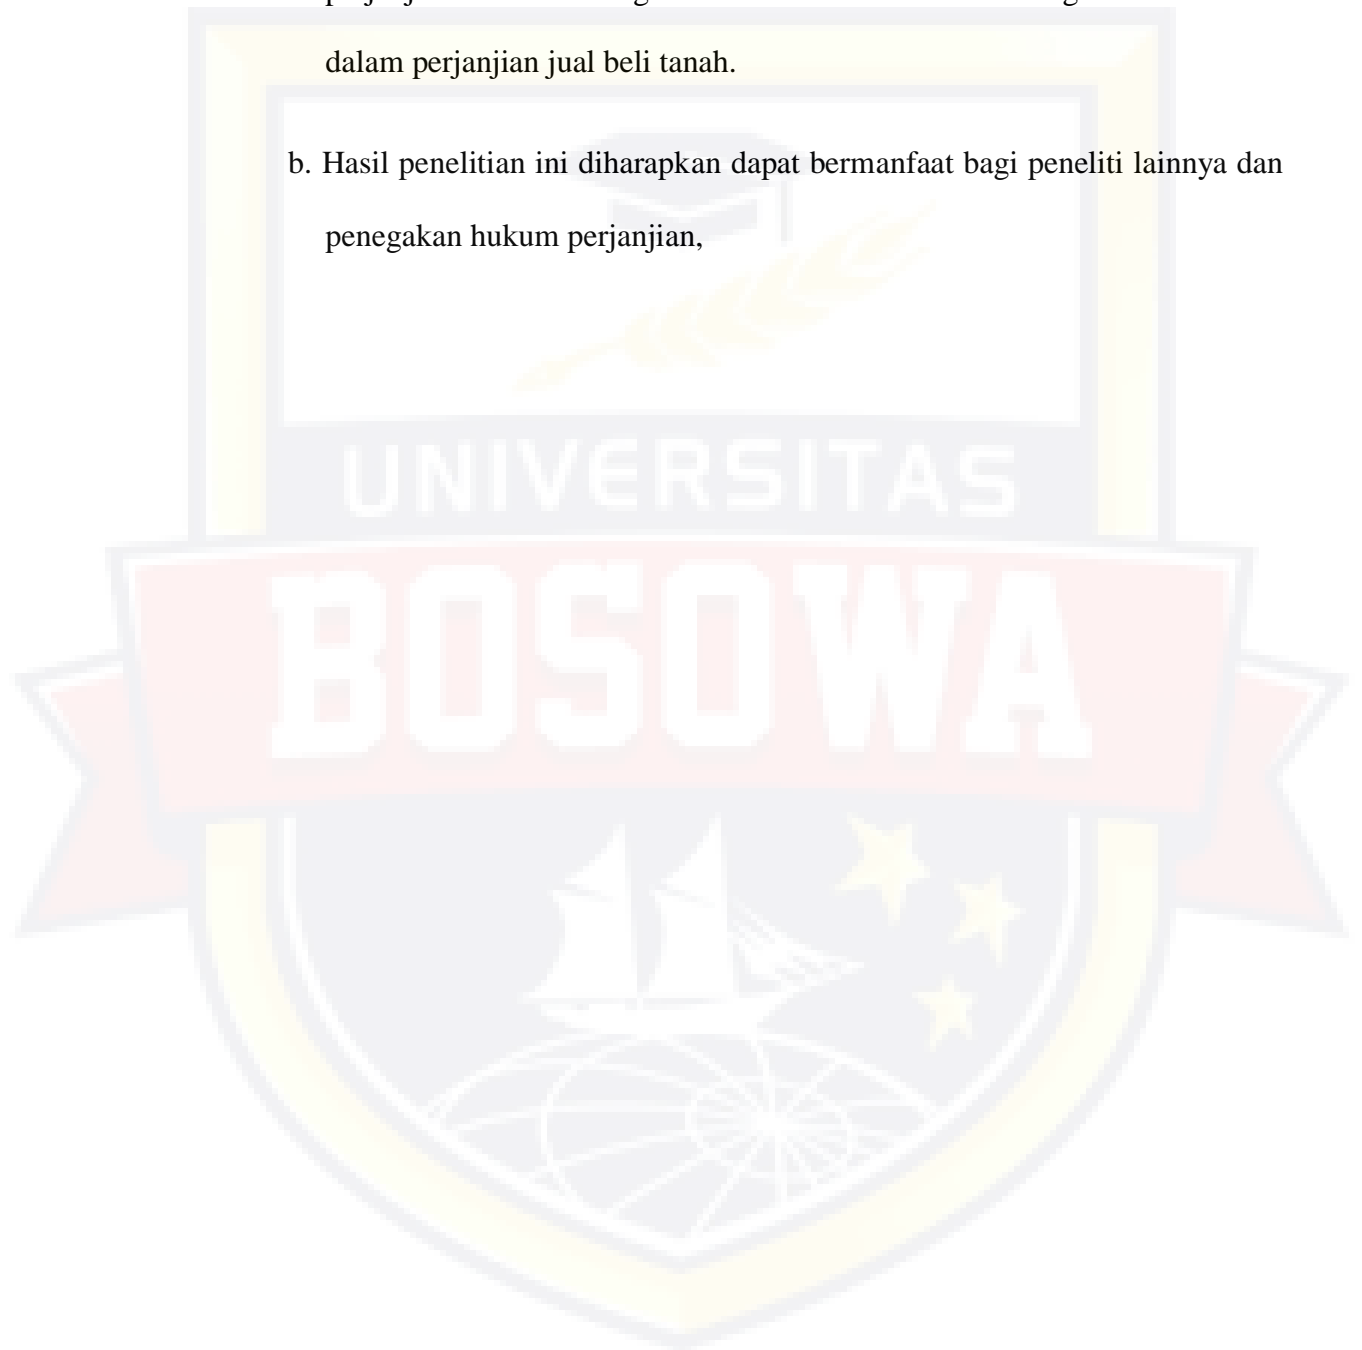 dalam perjanjian jual beli tanah.
b. Hasil penelitian ini diharapkan dapat bermanfaat bagi peneliti lainnya dan
penegakan hukum perjanjian,
UNIVERSITAS
BOSOWA